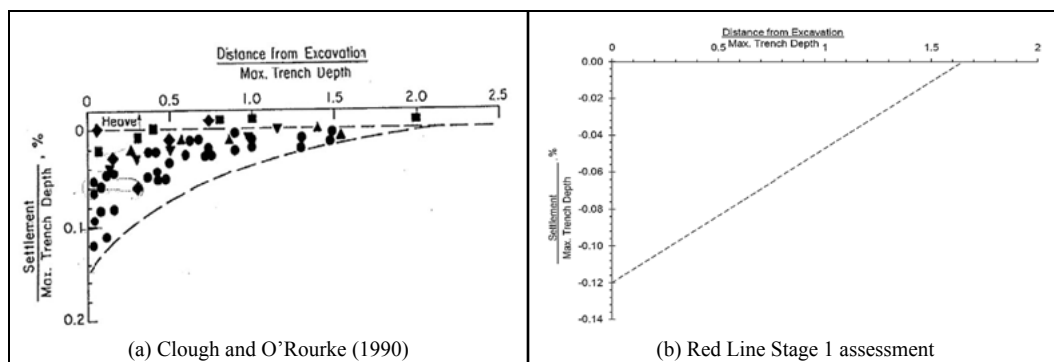 Distance from Excavation
Max. Trench Depth
0 0.5 1.0 1.5 2.0 2.5
Heave
0
0.1
0.2
Settlement
Max. Trench Depth , %
(a) Clough and O'Rourke (1990)
Distance from Excavation
Max. Trench Depth
0 0.5 1 1.5 2
0.00
-0.02
-0.04
-0.06
-0.08
-0.10
-0.12
-0.14
Settlement , %
Max. Trench Depth
(b) Red Line Stage 1 assessment